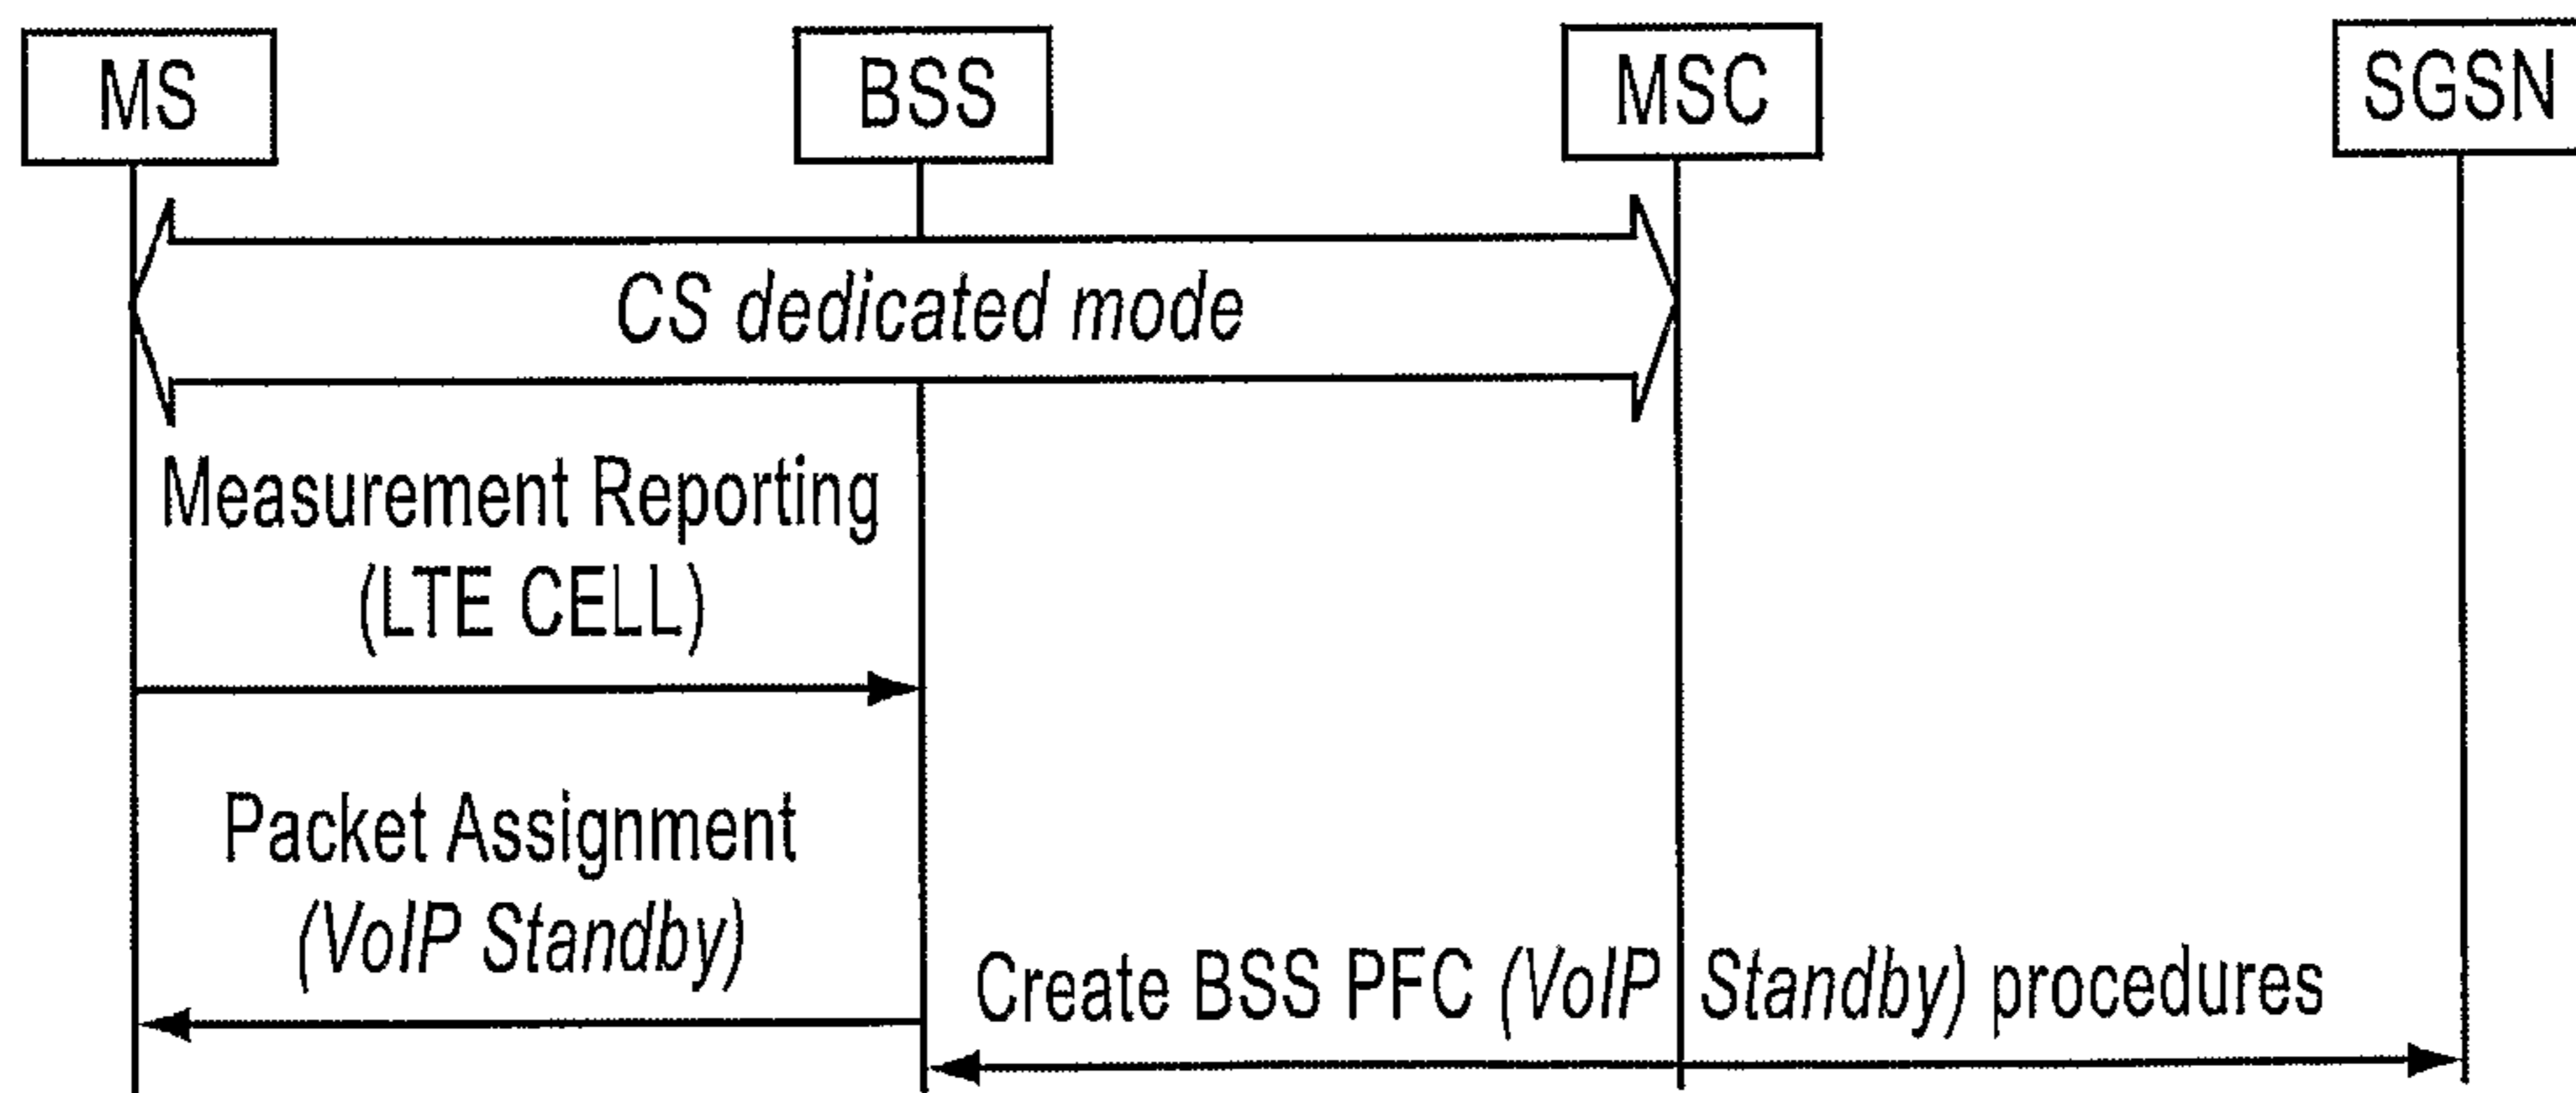 MS
BSS
MSC
SGSN
CS dedicated mode
Measurement Reporting
(LTE CELL)
Packet Assignment
(VoIP Standby)
Create BSS PFC (VoIP Standby) procedures